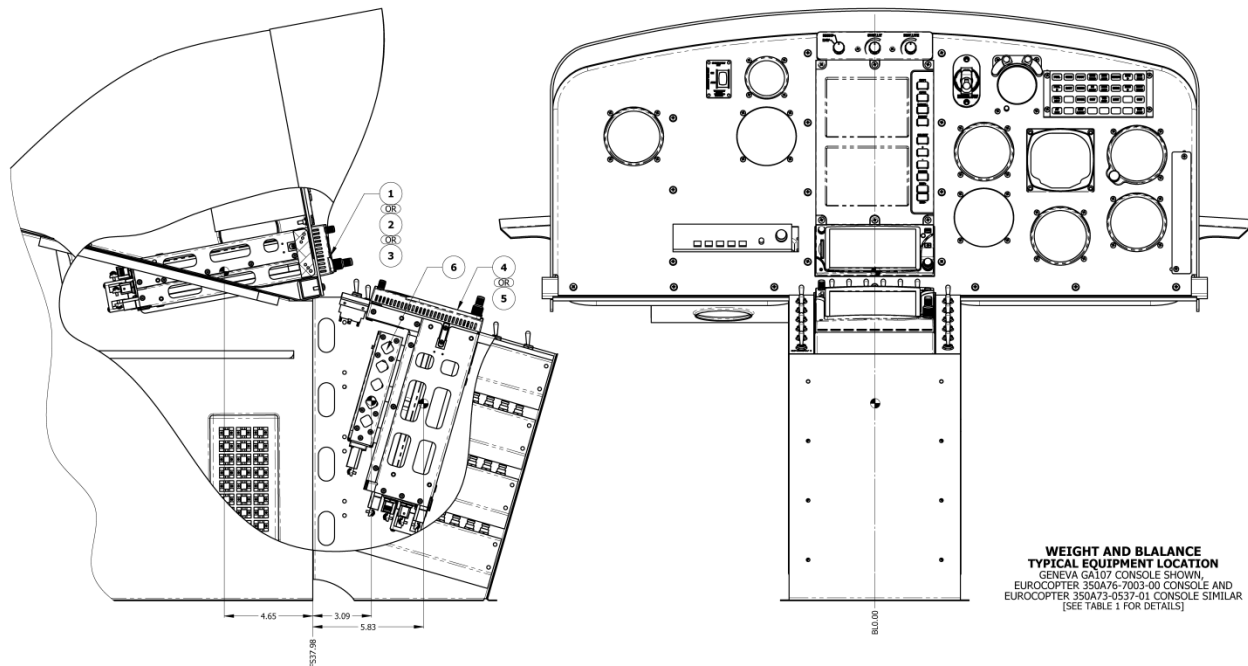 1
OR
2
OR
3
6
4
OR
5
4.65
3.09
5.83
FS37.98
BL0.00
WEIGHT AND BLALANCE
TYPICAL EQUIPMENT LOCATION
GENEVA GA107 CONSOLE SHOWN,
EUROCOPTER 350A76-7003-00 CONSOLE AND
EUROCOPTER 350A73-0537-01 CONSOLE SIMILAR
[SEE TABLE 1 FOR DETAILS]